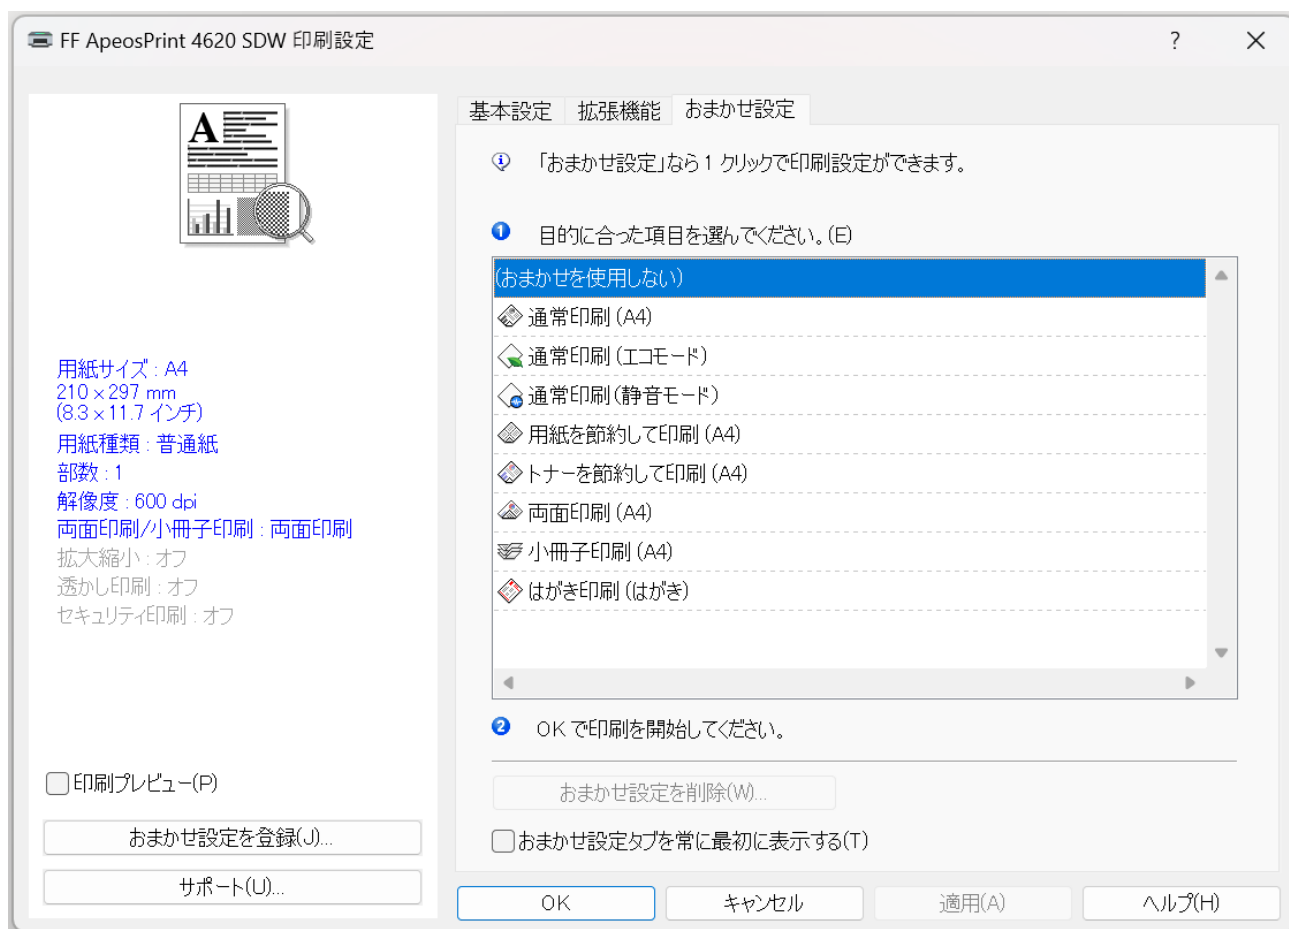 FF ApeosPrint 4620 SDW 印刷設定
基本設定 拡張機能 おまかせ設定
「おまかせ設定」なら1 クリックで印刷設定ができます。
1 目的に合った項目を選んでください。(E)
(おまかせを使用しない)
通常印刷 (A4)
通常印刷 (エコモード)
通常印刷 (静音モード)
用紙を節約して印刷 (A4)
トナーを節約して印刷 (A4)
両面印刷 (A4)
小冊子印刷 (A4)
はがき印刷 (はがき)
2 OK で印刷を開始してください。
おまかせ設定を削除(W)...
おまかせ設定タブを常に最初に表示する(T)
A
用紙サイズ : A4
210 x 297 mm
(8.3 x 11.7 インチ)
用紙種類 : 普通紙
部数 : 1
解像度 : 600 dpi
両面印刷/小冊子印刷 : 両面印刷
拡大縮小 : オフ
透かし印刷 : オフ
セキュリティ印刷 : オフ
印刷プレビュー(P)
おまかせ設定を登録(J)...
サポート(U)...
OK キャンセル 適用(A) ヘルプ(H)